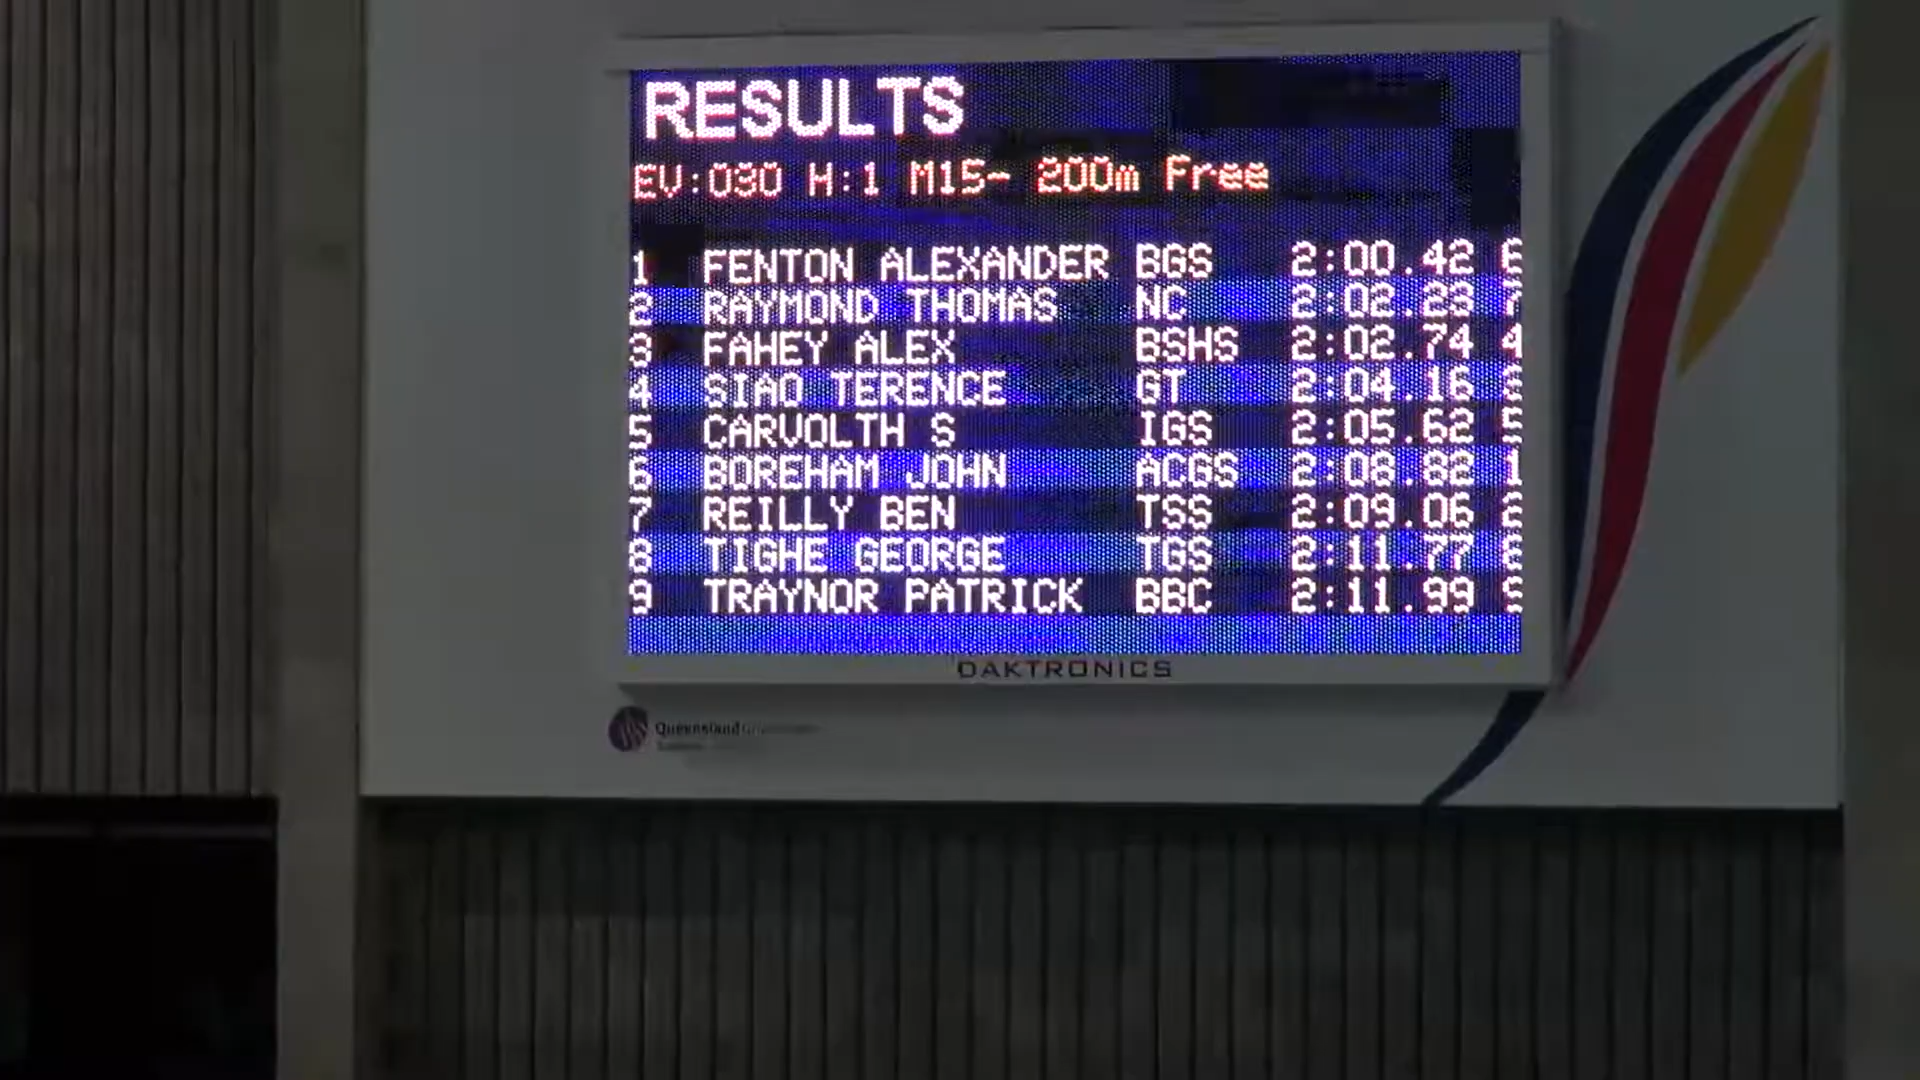 RESULTS
EV:030 H:1 M15- 200m Free
1 FENTON ALEXANDER BGS 2:00.42
2 RAYMOND THOMAS NC 2:02.23
3 FAHEY ALEX BSHS 2:02.74 4
4 SIAO TERENCE GT 2:04.16
5 CARVOLTH S IGS 2:05.62
6 BOREHAM JOHN ACGS 2:08.82 1
7 REILLY BEN TSS 2:09.06
8 TIGHE GEORGE TGS 2:11.77
9 TRAYNOR PATRICK BBC 2:11.99
DAKTRONICS
Queensland